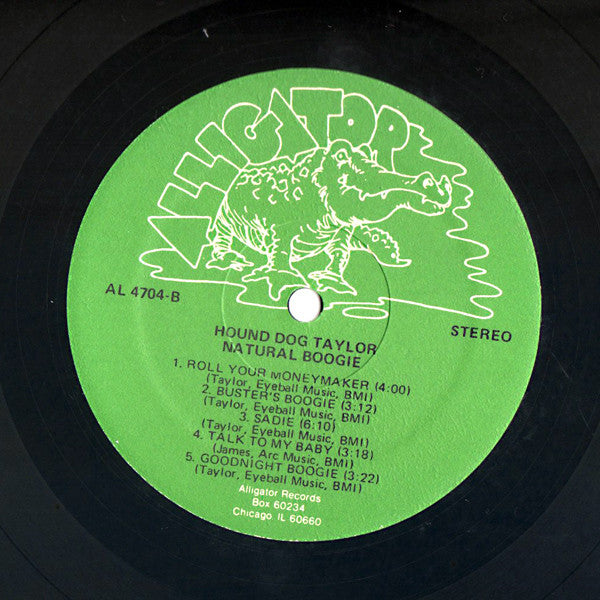 ALLIGATOR
AL 4704-B
STEREO
HOUND DOG TAYLOR
NATURAL BOOGIE
1. ROLL YOUR MONEYMAKER (4:00)
(Taylor, Eyeball Music, BMI)
2. BUSTER'S BOOGIE (3:12)
(Taylor, Eyeball Music, BMI)
3. SADIE (6:10)
(Taylor, Eyeball Music, BMI)
4. TALK TO MY BABY (3:18)
(James, Arc Music, BMI)
5. GOODNIGHT BOOGIE (3:22)
(Taylor, Eyeball Music, BMI)
Alligator Records
Box 60234
Chicago, IL 60660